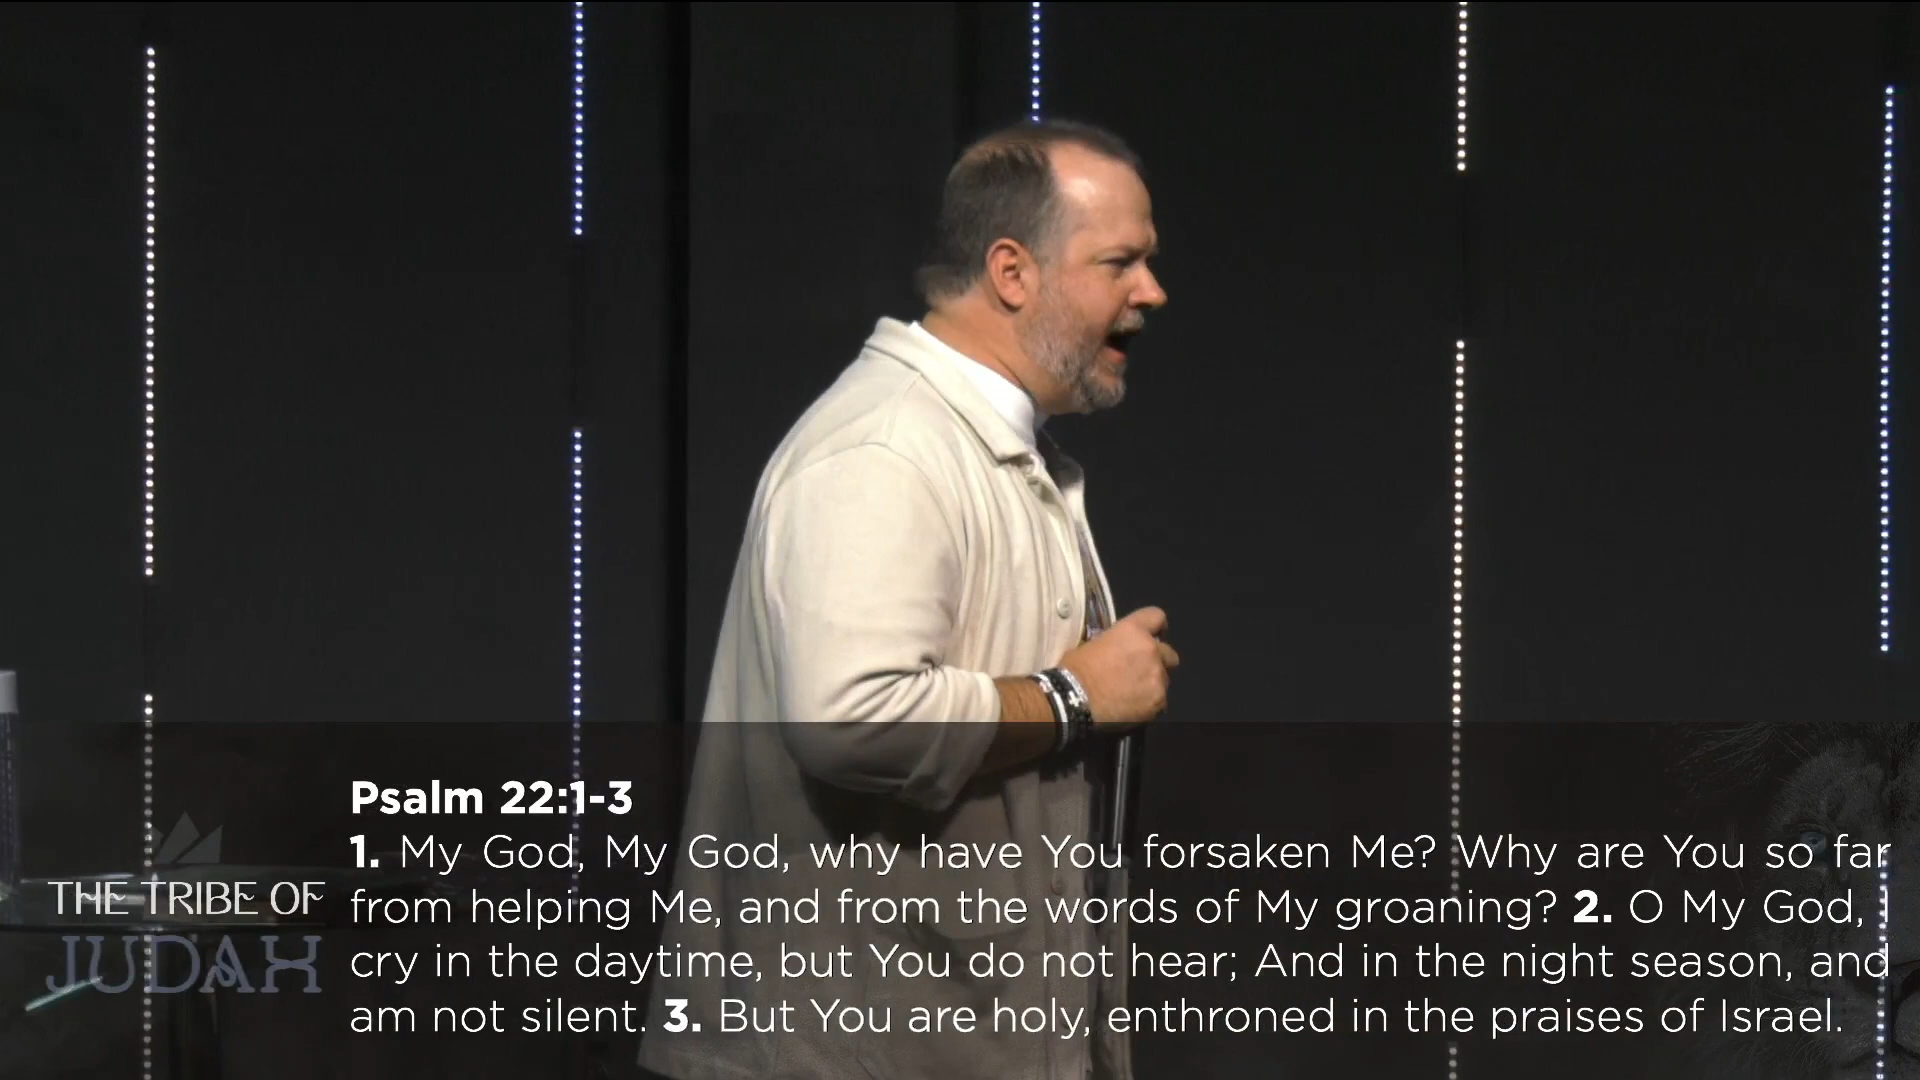 Psalm 22:1-3
1. My God, My God, why have You forsaken Me? Why are You so far
from helping Me, and from the words of My groaning? 2. O My God, I
cry in the daytime, but You do not hear; And in the night season, and
am not silent. 3. But You are holy, enthroned in the praises of Israel.
THE TRIBE OF
JUDAH